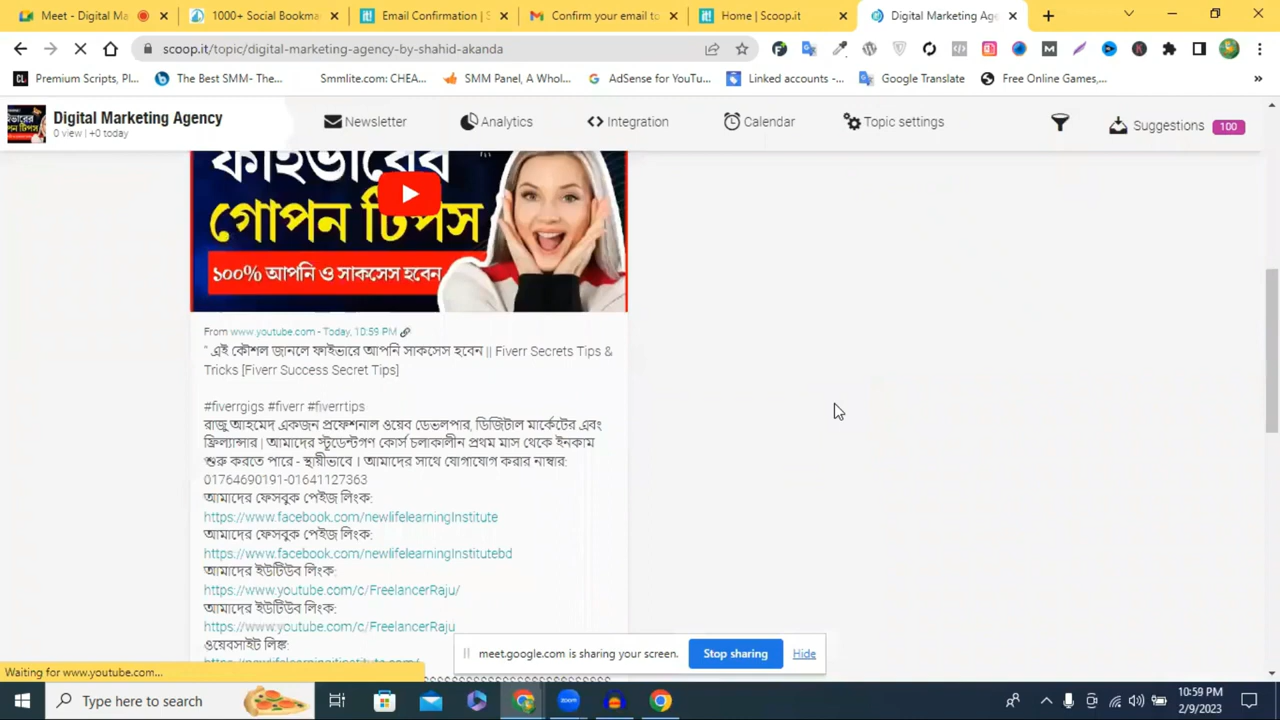 Meet - Digital Ma
1000+ Social Bookma
Email Confirmation | S
Confirm your email to
Home | Scoop.it
Digital Marketing Age
scoop.it/topic/digital-marketing-agency-by-shahid-akanda
Premium Scripts, Pl...
The Best SMM- The...
Smmlite.com: CHEA...
SMM Panel, A Whol...
AdSense for YouTu...
Linked accounts -...
Google Translate
Free Online Games,...
Digital Marketing Agency
0 view | +0 today
Newsletter
Analytics
Integration
Calendar
Topic settings
Suggestions 100
ফাইভারের
গোপন টিপস
১০০% আপনি ও সাকসেস হবেন
From www.youtube.com - Today, 10:59 PM
" এই কৌশল জানলে ফাইভারে আপনি সাকসেস হবেন || Fiverr Secrets Tips &
Tricks [Fiverr Success Secret Tips]
#fiverrgigs #fiverr #fiverrtips
রাজু আহমেদ একজন প্রফেশনাল ওয়েব ডেভলপার, ডিজিটাল মার্কেটের এবং
ফ্রিল্যান্সার | আমাদের স্টুডেন্টগণ কোর্স চলাকালীন প্রথম মাস থেকে ইনকাম
শুরু করতে পারে - স্থায়ীভাবে । আমাদের সাথে যোগাযোগ করার নাম্বার:
01764690191-01641127363
আমাদের ফেসবুক পেইজ লিংক:
https://www.facebook.com/newlifelearningInstitute
আমাদের ফেসবুক পেইজ লিংক:
https://www.facebook.com/newlifelearningInstitutebd
আমাদের ইউটিউব লিংক:
https://www.youtube.com/c/FreelancerRaju/
আমাদের ইউটিউব লিংক:
https://www.youtube.com/c/FreelancerRaju
ওয়েবসাইট লিঙ্ক:
meet.google.com is sharing your screen.
Stop sharing
Hide
Waiting for www.youtube.com...
Type here to search
10:59 PM
2/9/2023